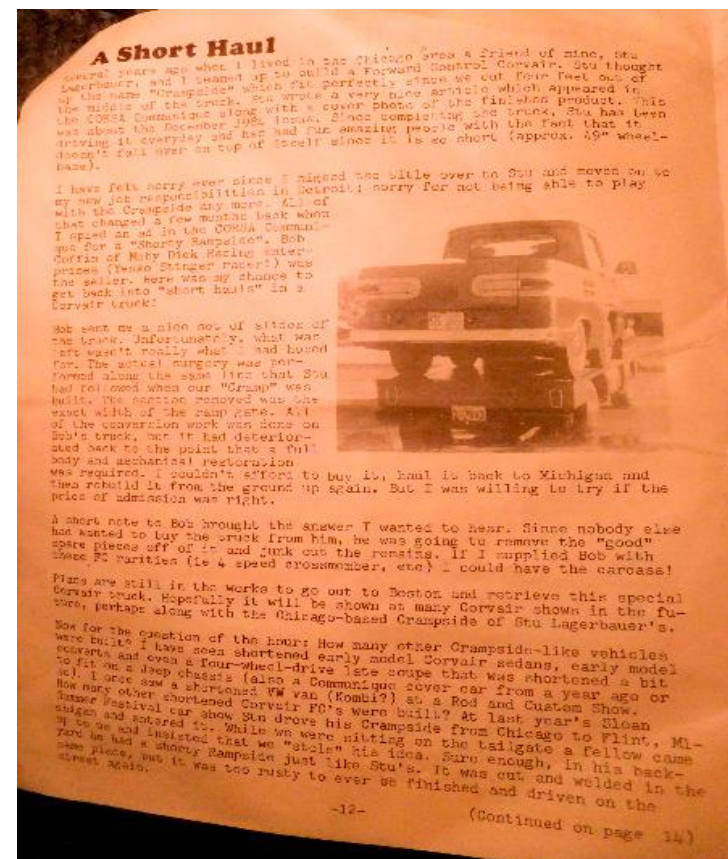 A Short Haul
Several years ago when I lived in the Chicago area a friend of mine, Stu
Lagerbauer, and I teamed up to build a Forward Control Corvair. Stu thought
up the name "Crampside" which fit perfectly since we cut four feet out of
the middle of the truck. Stu wrote a very nice article which appeared in
the CORSA Communique along with a cover photo of the finished product. This
was about the December issue. Since completing the truck, Stu has been
driving it everyday and has had fun amazing people with the fact that it
doesn't fall over on top of itself since it is so short (approx. 49" wheel-
base).
I have felt sorry ever since I signed the title over to Stu and moved on to
my new job responsibilities in Detroit; sorry for not being able to play
with the Crampside any more. All of
that changed a few months back when
I spied an ad in the CORSA Communi-
que for a "Shorty Rampside". Bob
Coffin of Moby Dick Racing Enter-
prises (Yenko Stinger racer!) was
the seller. Here was my chance to
get back into "short hauls" in a
Corvair truck!
Bob sent me a nice set of slides of
the truck. Unfortunately, what was
left wasn't really what I had hoped
for. The actual surgery was per-
formed along the same line that Stu
had followed when our "Cramp" was
built. The section removed was the
exact width of the ramp gate. All
of the conversion work was done on
Bob's truck, but it had deterior-
ated back to the point that a full
body and mechanical restoration
was required. I couldn't afford to buy it, haul it back to Michigan and
then rebuild it from the ground up again. But I was willing to try if the
price of admission was right.
A short note to Bob brought the answer I wanted to hear. Since nobody else
had wanted to buy the truck from him, he was going to remove the "good"
spare pieces off of it and junk out the remains. If I supplied Bob with
these FC rarities (ie 4 speed crossmember, etc) I could have the carcass!
Plans are still in the works to go out to Boston and retrieve this special
Corvair truck. Hopefully it will be shown at many Corvair shows in the fu-
ture, perhaps along with the Chicago-based Crampside of Stu Lagerbauer's.
Now for the question of the hour: How many other Crampside-like vehicles
were built? I have seen shortened early model Corvair sedans, early model
converts and even a four-wheel-drive late coupe that was shortened a bit
to fit on a Jeep chassis (also a Communique cover car from a year ago or
so). I once saw a shortened VW van (Kombi?) at a Rod and Custom Show.
How many other shortened Corvair FC's were built? At last year's Sloan
Summer Festival car show Stu drove his Crampside from Chicago to Flint, Mi-
chigan and entered it. While we were sitting on the tailgate a fellow came
up to us and insisted that we "stole" his idea. Sure enough, in his back-
yard he had a shorty Rampside just like Stu's. It was cut and welded in the
same place, but it was too rusty to ever be finished and driven on the
street again.
-12-
(Continued on page 14)